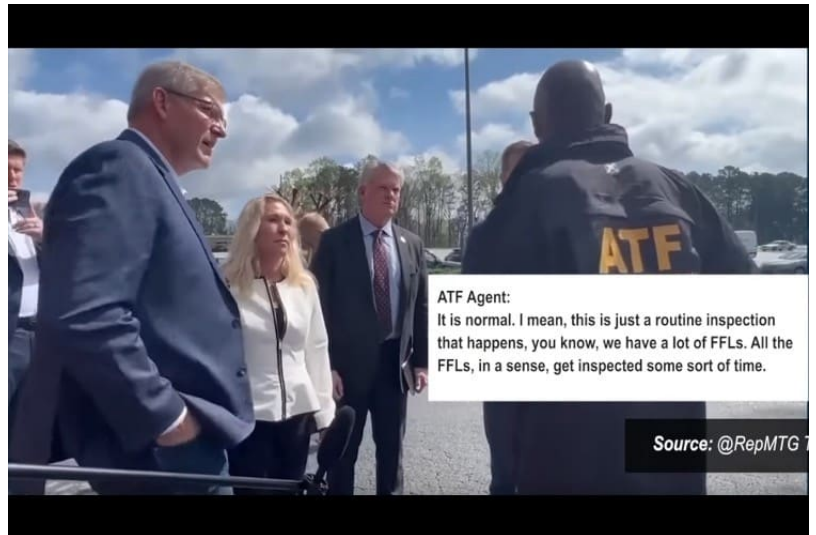 ATF
ATF Agent:
It is normal. I mean, this is just a routine inspection
that happens, you know, we have a lot of FFLs. All the
FFLs, in a sense, get inspected some sort of time.
Source: @RepMTG T